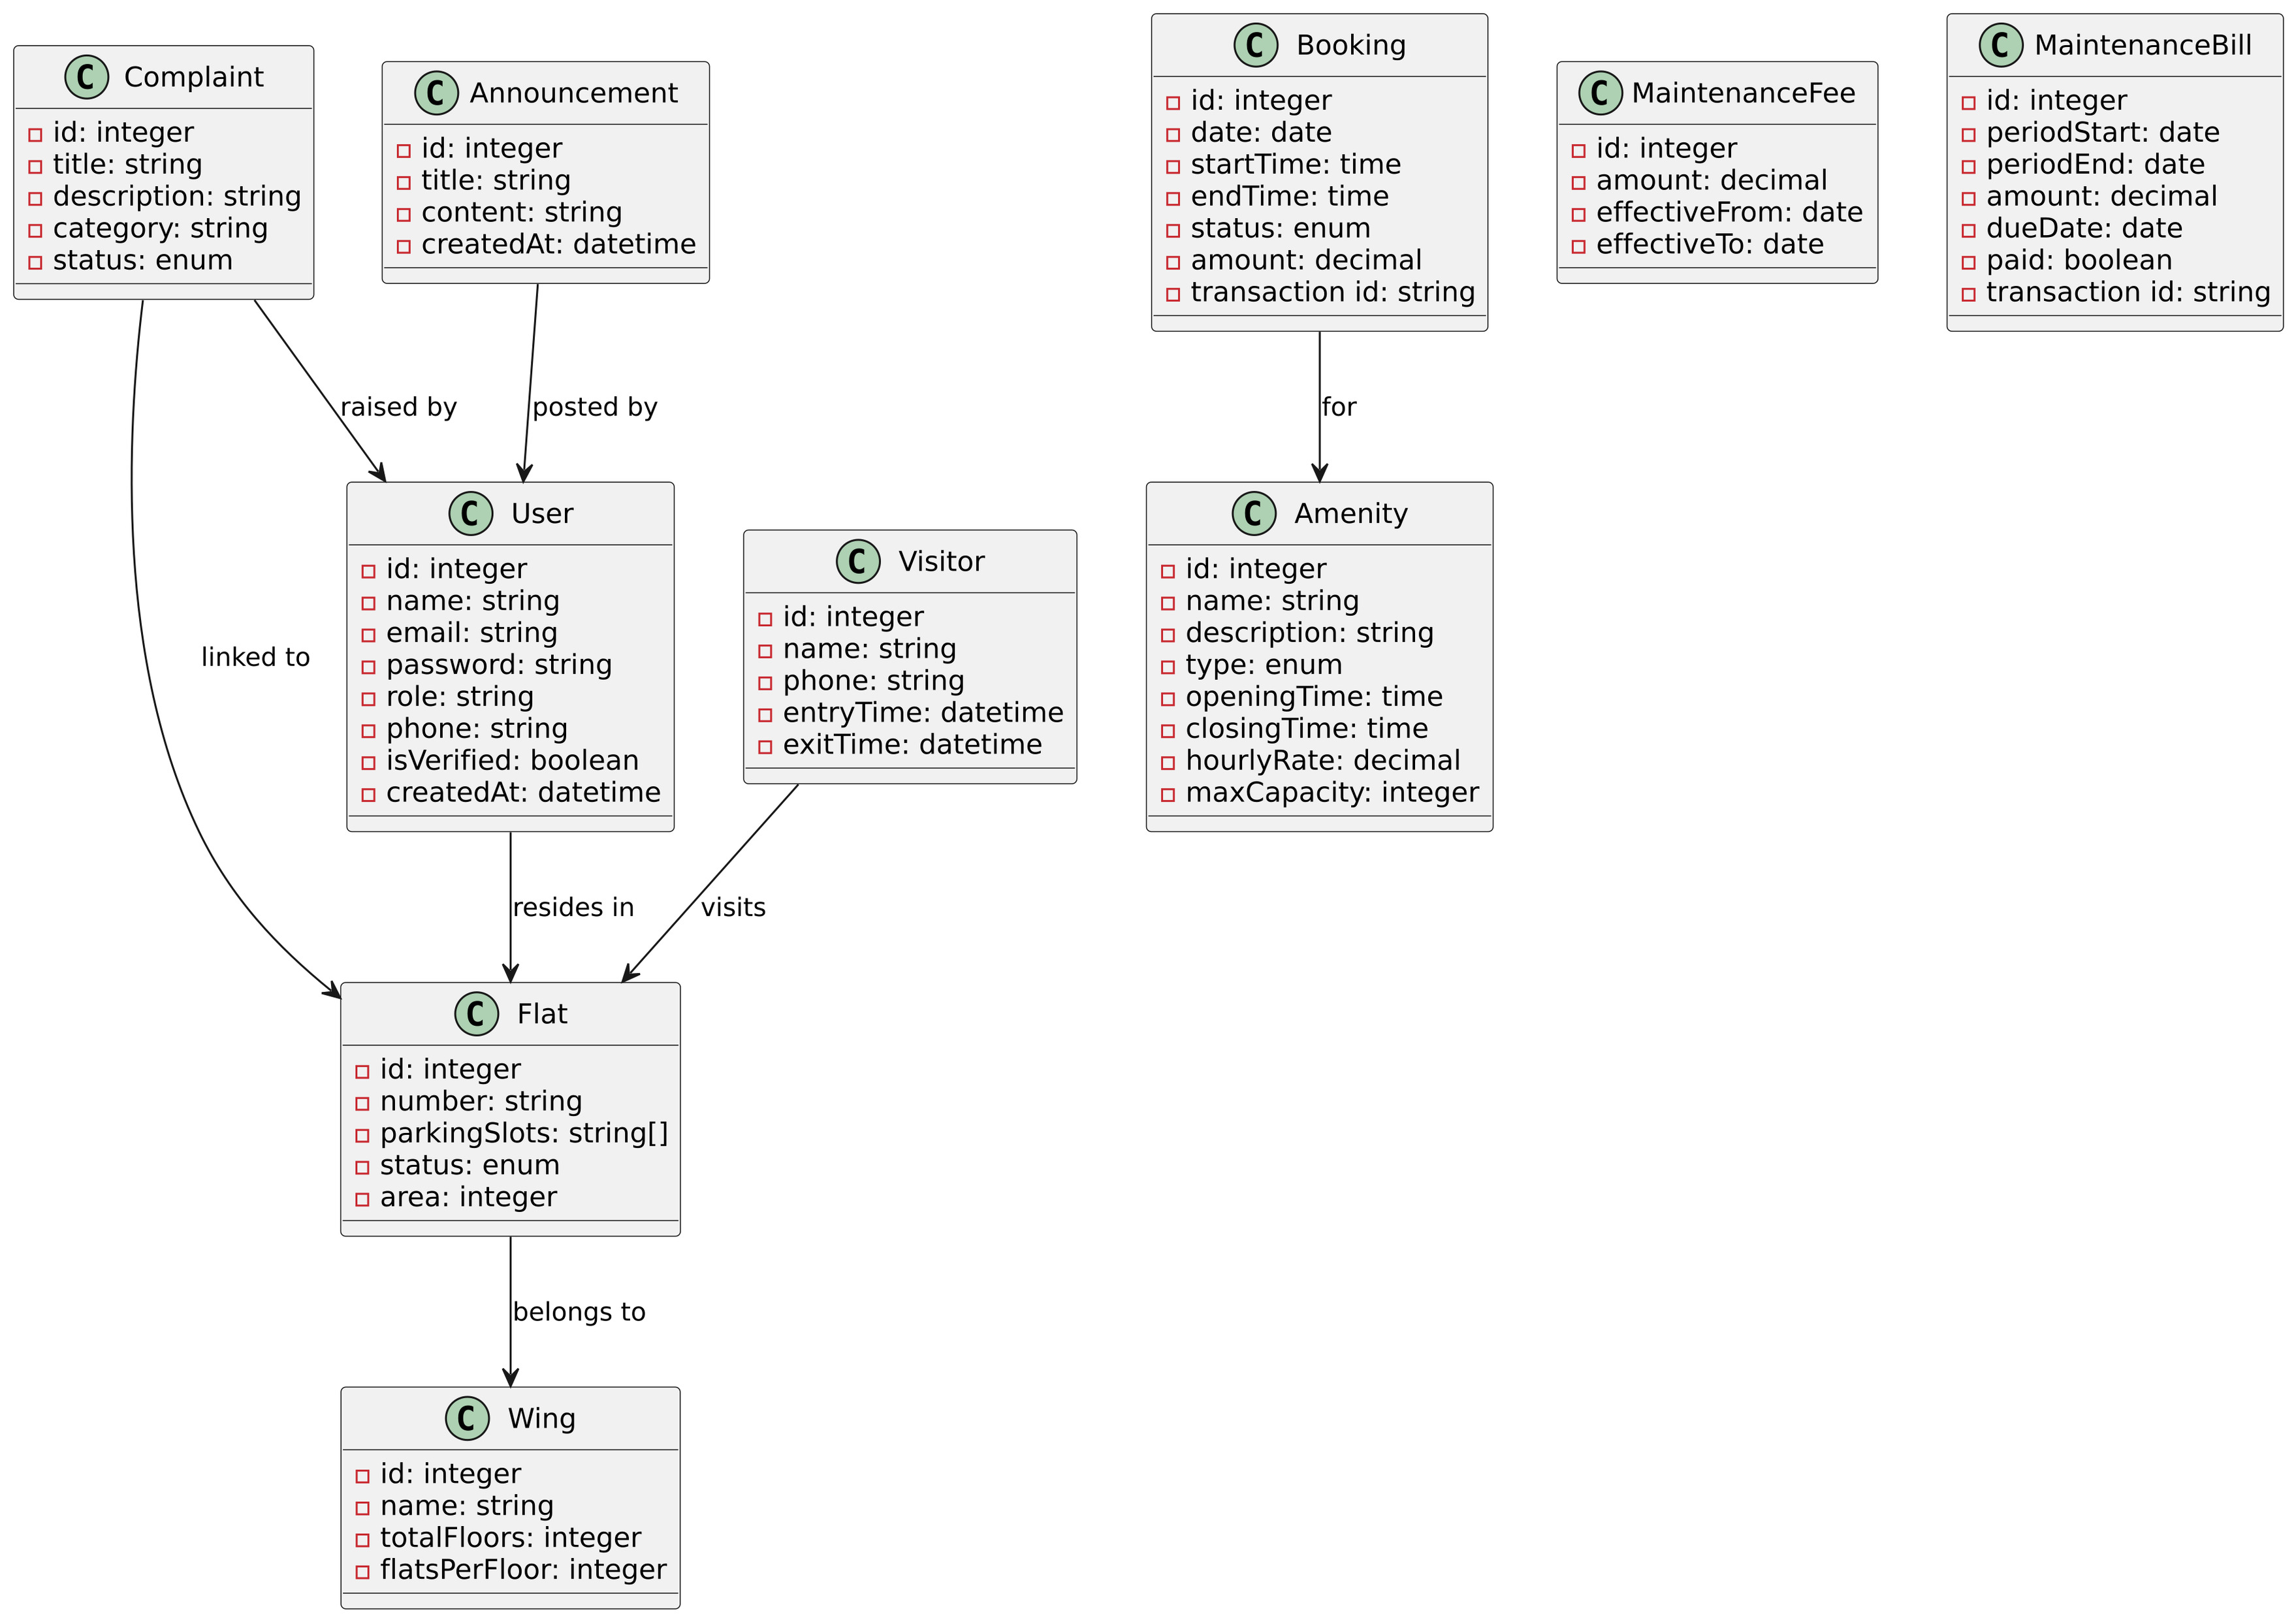 C Complaint
id: integer
title: string
description: string
category: string
status: enum
C Announcement
id: integer
title: string
content: string
createdAt: datetime
C Booking
id: integer
date: date
startTime: time
endTime: time
status: enum
amount: decimal
transaction id: string
C MaintenanceFee
id: integer
amount: decimal
effectiveFrom: date
effectiveTo: date
C MaintenanceBill
id: integer
periodStart: date
periodEnd: date
amount: decimal
dueDate: date
paid: boolean
transaction id: string
raised by
posted by
for
C User
id: integer
name: string
email: string
password: string
role: string
phone: string
isVerified: boolean
createdAt: datetime
C Visitor
id: integer
name: string
phone: string
entryTime: datetime
exitTime: datetime
C Amenity
id: integer
name: string
description: string
type: enum
openingTime: time
closingTime: time
hourlyRate: decimal
maxCapacity: integer
linked to
resides in
visits
C Flat
id: integer
number: string
parkingSlots: string[]
status: enum
area: integer
belongs to
C Wing
id: integer
name: string
totalFloors: integer
flatsPerFloor: integer